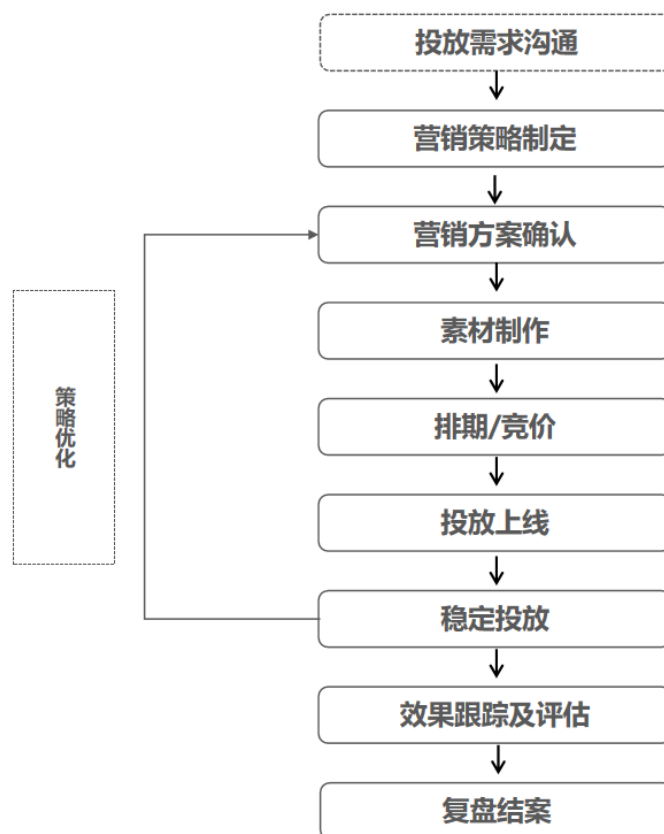 投放需求沟通
营销策略制定
营销方案确认
素材制作
排期/竞价
投放上线
稳定投放
效果跟踪及评估
复盘结案
策略优化